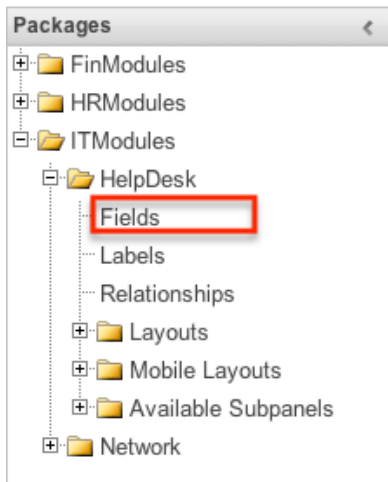 Packages
FinModules
HRModules
ITModules
HelpDesk
Fields
Labels
Relationships
Layouts
Mobile Layouts
Available Subpanels
Network